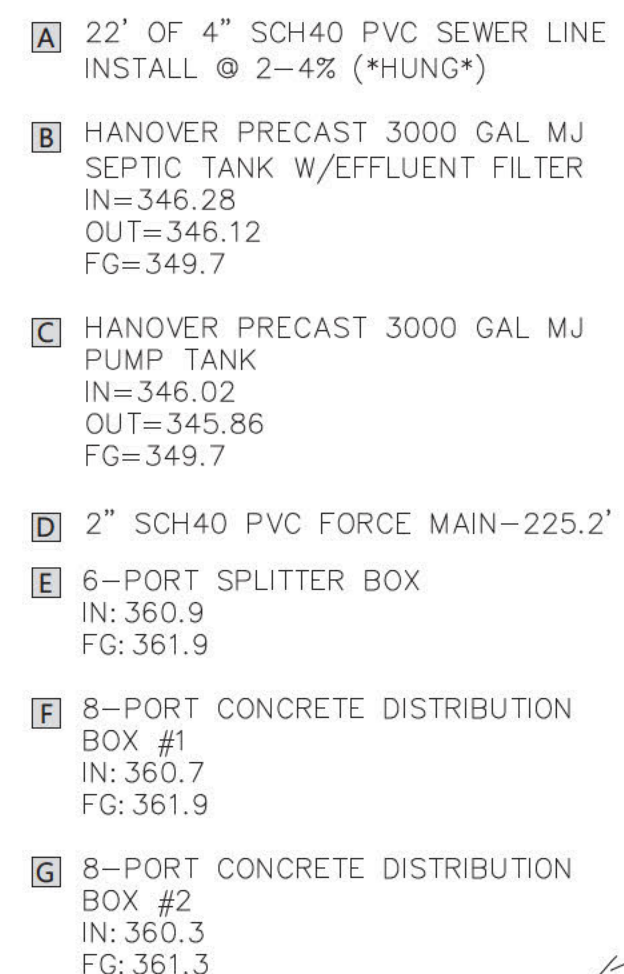 A 22' OF 4" SCH40 PVC SEWER LINE
INSTALL @ 2–4% (*HUNG*)
B HANOVER PRECAST 3000 GAL MJ
SEPTIC TANK W/EFFLUENT FILTER
IN=346.28
OUT=346.12
FG=349.7
C HANOVER PRECAST 3000 GAL MJ
PUMP TANK
IN=346.02
OUT=345.86
FG=349.7
D 2" SCH40 PVC FORCE MAIN–225.2'
E 6–PORT SPLITTER BOX
IN: 360.9
FG: 361.9
F 8–PORT CONCRETE DISTRIBUTION
BOX #1
IN: 360.7
FG: 361.9
G 8–PORT CONCRETE DISTRIBUTION
BOX #2
IN: 360.3
FG: 361.3